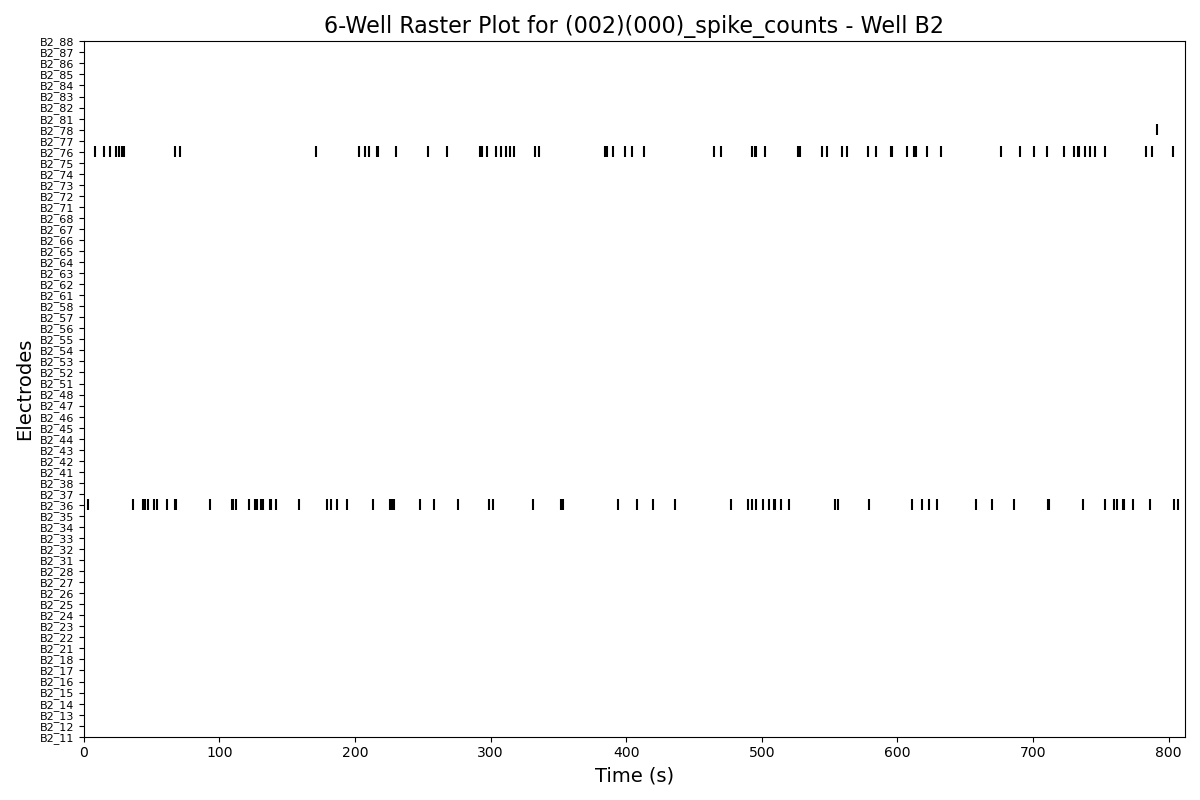 6-Well Raster Plot for (002)(000)_spike_counts - Well B2
Electrodes
B2_88
B2_87
B2_86
B2_85
B2_84
B2_83
B2_82
B2_81
B2_78
B2_77
B2_76
B2_75
B2_74
B2_73
B2_72
B2_71
B2_68
B2_67
B2_66
B2_65
B2_64
B2_63
B2_62
B2_61
B2_58
B2_57
B2_56
B2_55
B2_54
B2_53
B2_52
B2_51
B2_48
B2_47
B2_46
B2_45
B2_44
B2_43
B2_42
B2_41
B2_38
B2_37
B2_36
B2_35
B2_34
B2_33
B2_32
B2_31
B2_28
B2_27
B2_26
B2_25
B2_24
B2_23
B2_22
B2_21
B2_18
B2_17
B2_16
B2_15
B2_14
B2_13
B2_12
B2_11
0 100 200 300 400 500 600 700 800
Time (s)